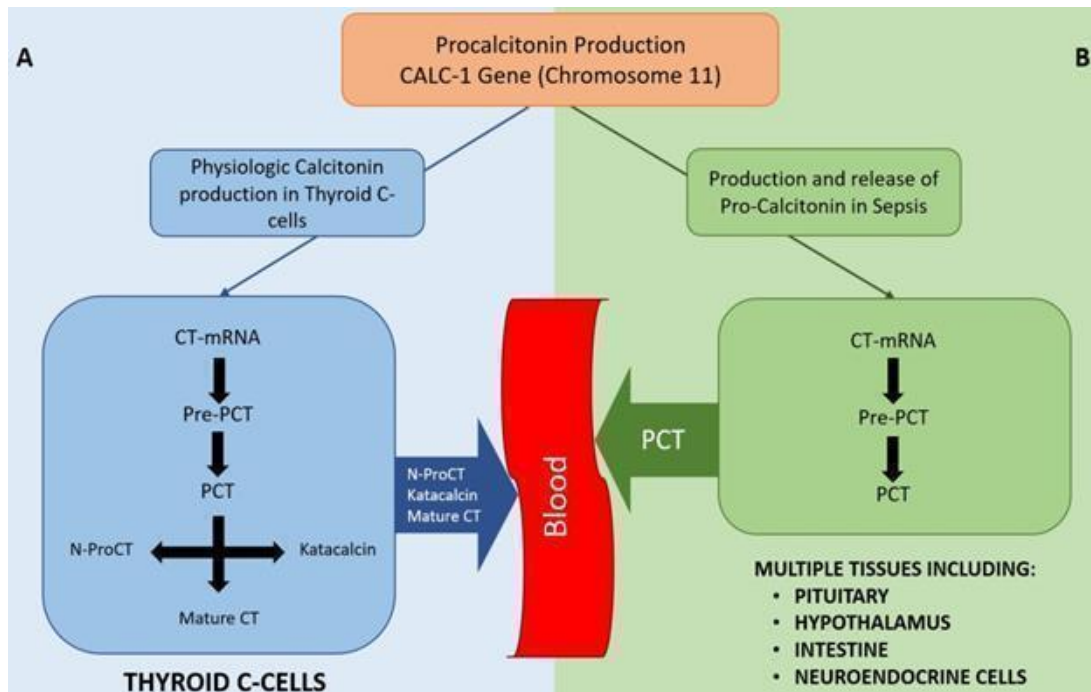 A
Procalcitonin Production
CALC-1 Gene (Chromosome 11)
B
Physiologic Calcitonin
production in Thyroid C-
cells
Production and release of
Pro-Calcitonin in Sepsis
CT-mRNA
Pre-PCT
PCT
N-ProCT
Katacalcin
Mature CT
THYROID C-CELLS
N-ProCT
Katacalcin
Mature CT
Blood
PCT
CT-mRNA
Pre-PCT
PCT
MULTIPLE TISSUES INCLUDING:
• PITUITARY
• HYPOTHALAMUS
• INTESTINE
• NEUROENDOCRINE CELLS